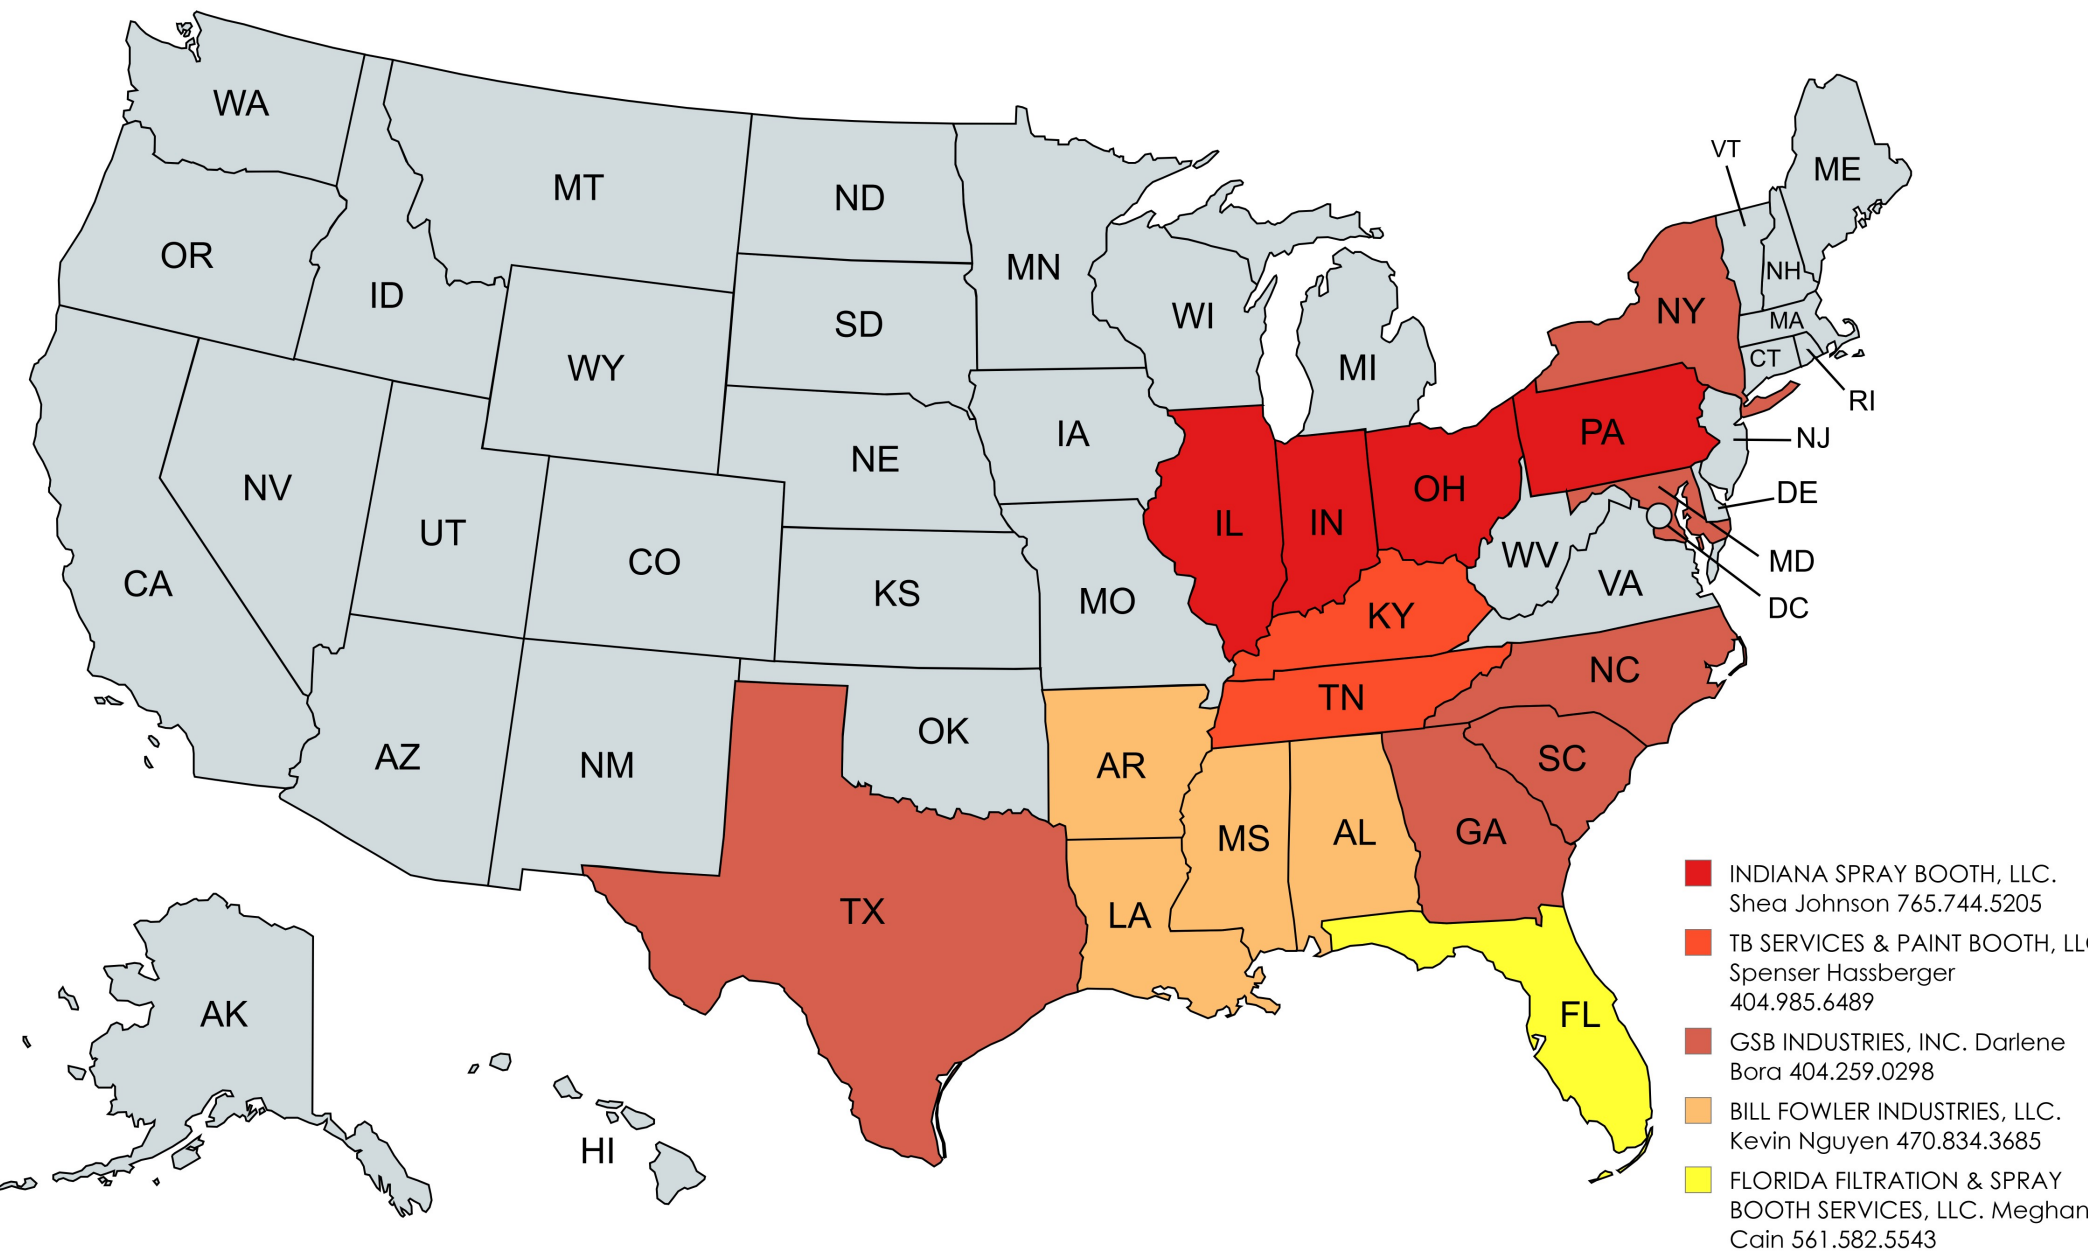 WA
MT
ND
MN
VT
ME
OR
ID
SD
WI
NH
NY
MA
WY
MI
CT
RI
IA
PA
NJ
NE
NV
OH
DE
IL
IN
UT
CO
WV
MD
CA
KS
MO
VA
DC
KY
NC
TN
AZ
NM
OK
AR
SC
MS
AL
GA
TX
LA
AK
FL
HI
INDIANA SPRAY BOOTH, LLC.
Shea Johnson 765.744.5205
TB SERVICES & PAINT BOOTH, LLC
Spenser Hassberger
404.985.6489
GSB INDUSTRIES, INC. Darlene
Bora 404.259.0298
BILL FOWLER INDUSTRIES, LLC.
Kevin Nguyen 470.834.3685
FLORIDA FILTRATION & SPRAY
BOOTH SERVICES, LLC. Meghan
Cain 561.582.5543